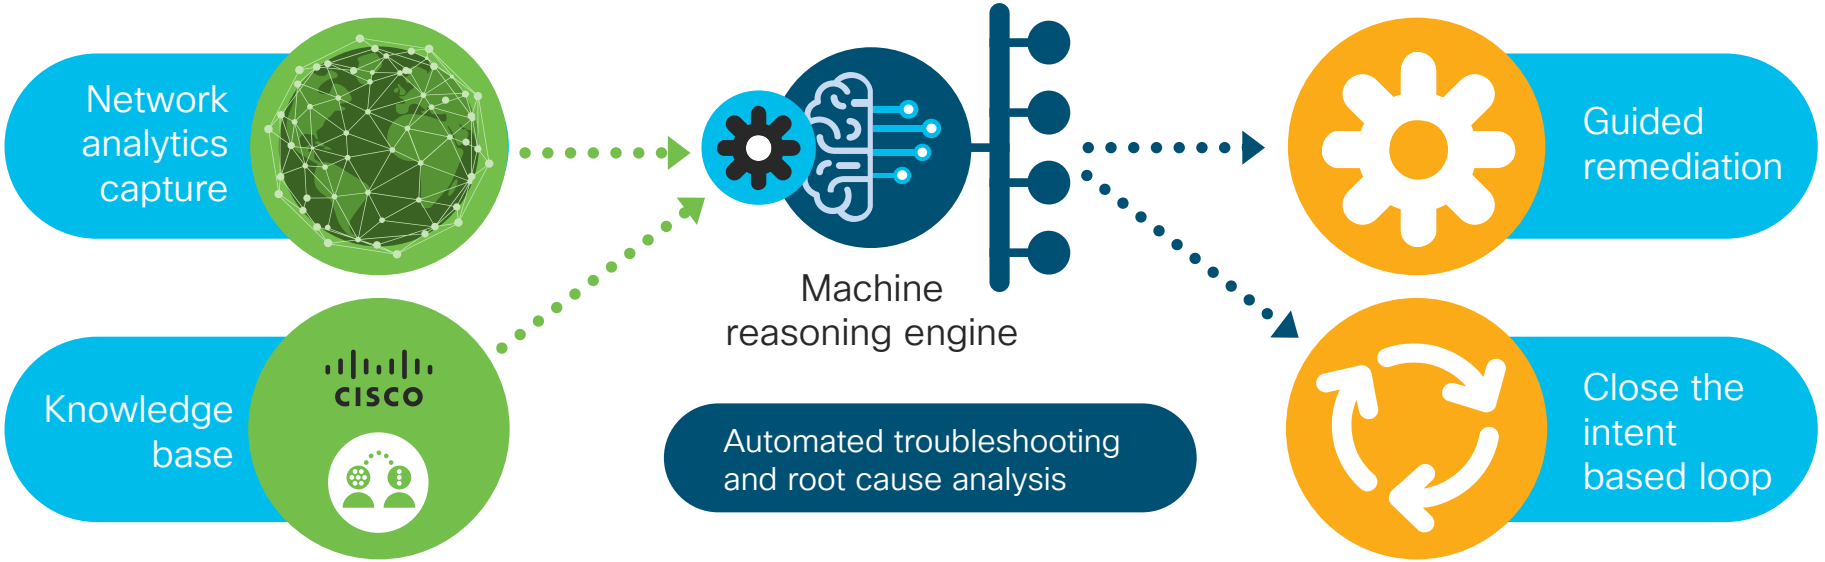 Network
analytics
capture
Knowledge
base
CISCO
Machine
reasoning engine
Automated troubleshooting
and root cause analysis
Guided
remediation
Close the
intent
based loop